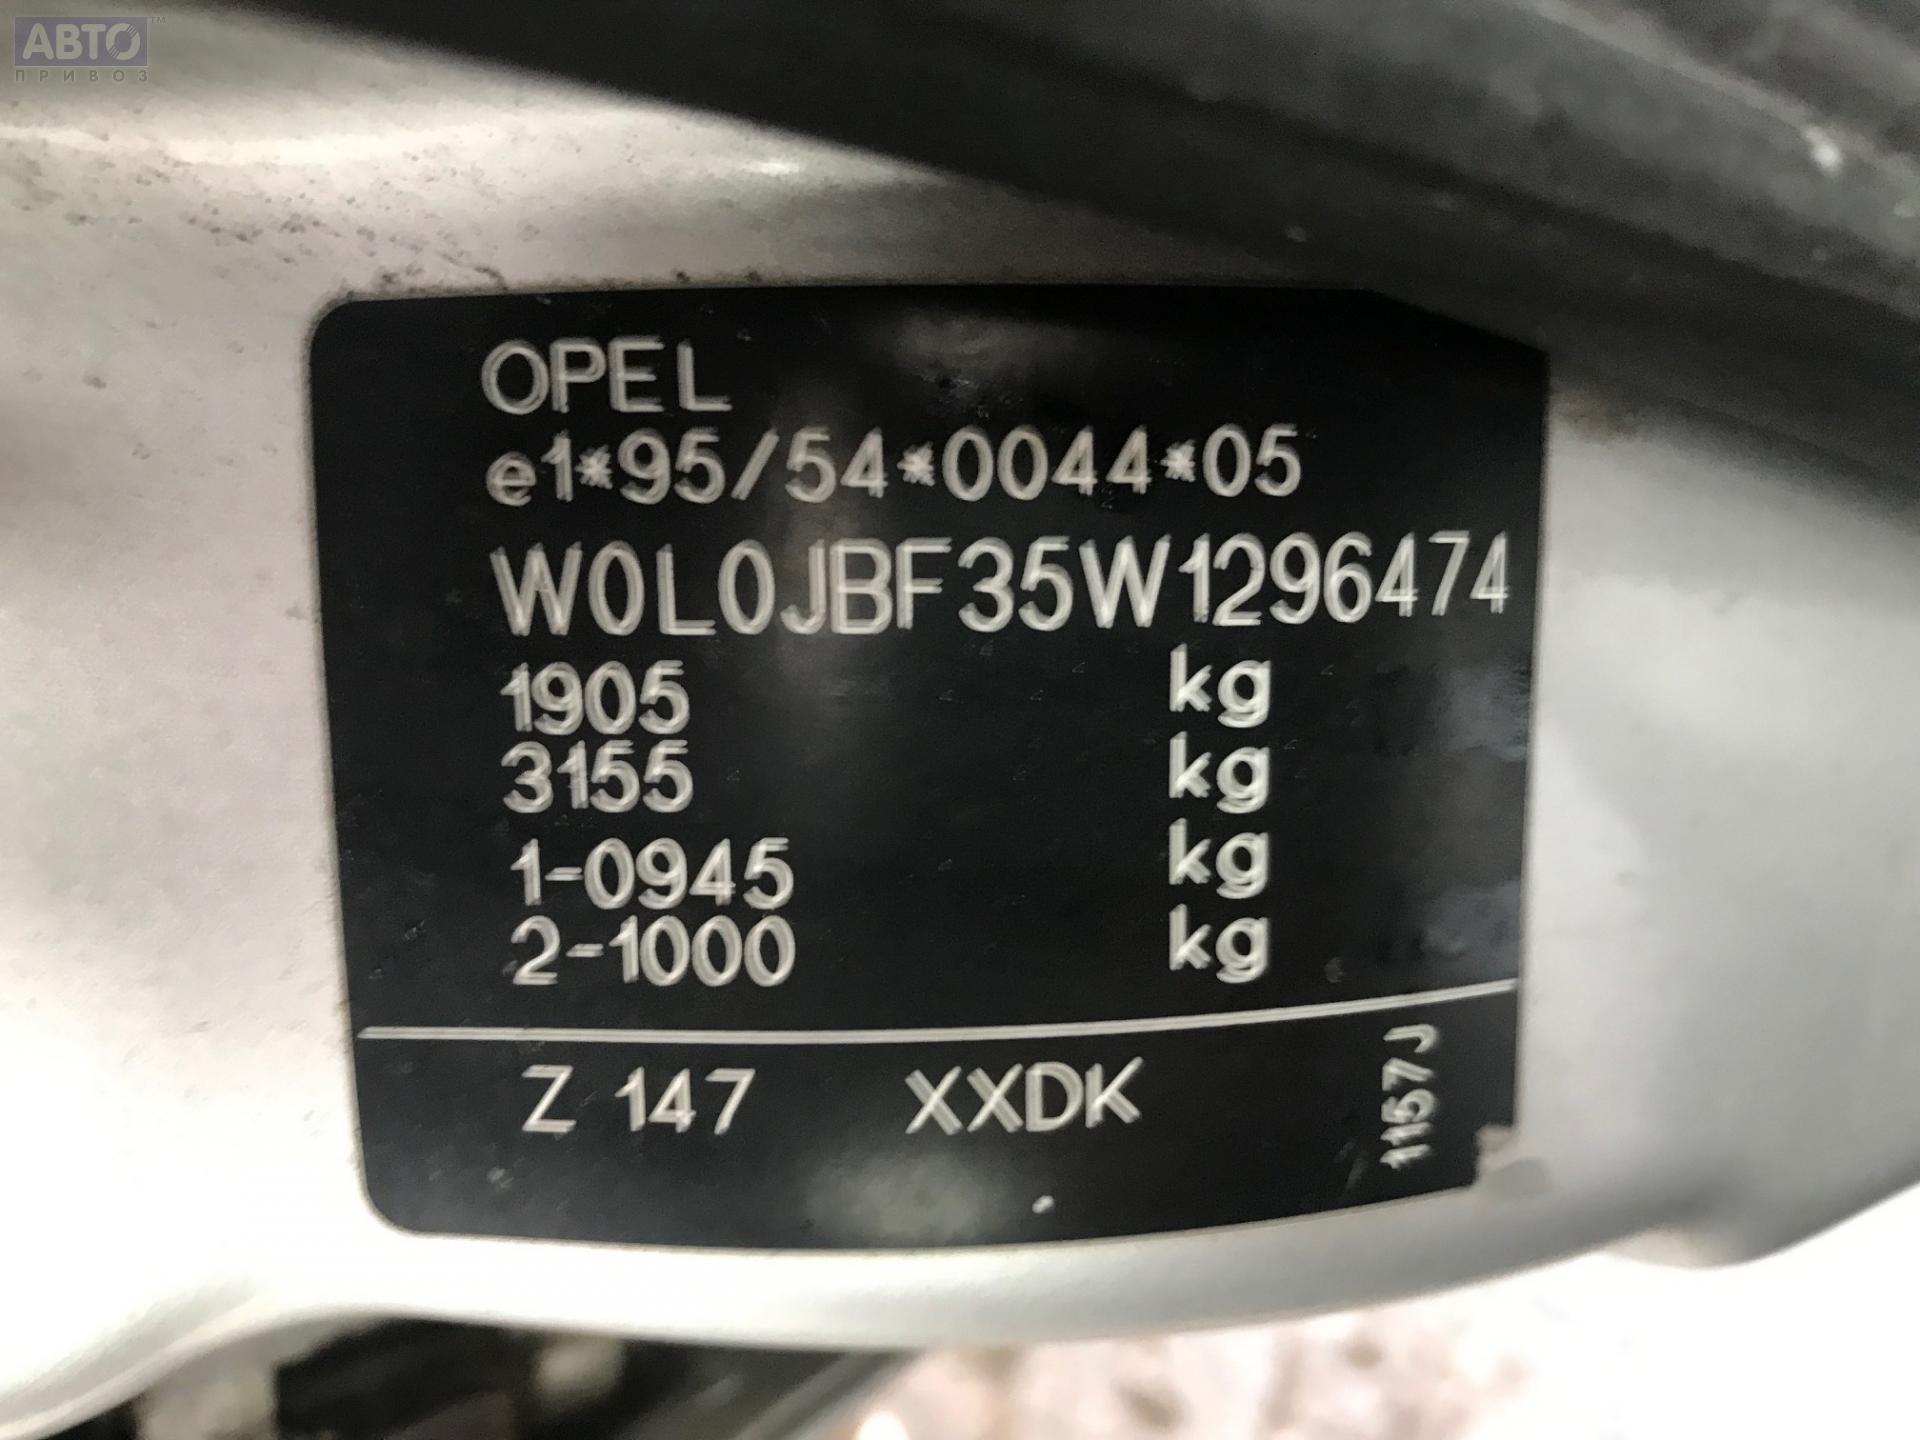 АВТО™
ПРИВОЗ
OPEL
e1*95/54*0044*05
W0L0JBF35W1296474
1905 kg
3155 kg
1-0945 kg
2-1000 kg
Z 147 XXDK
1157J